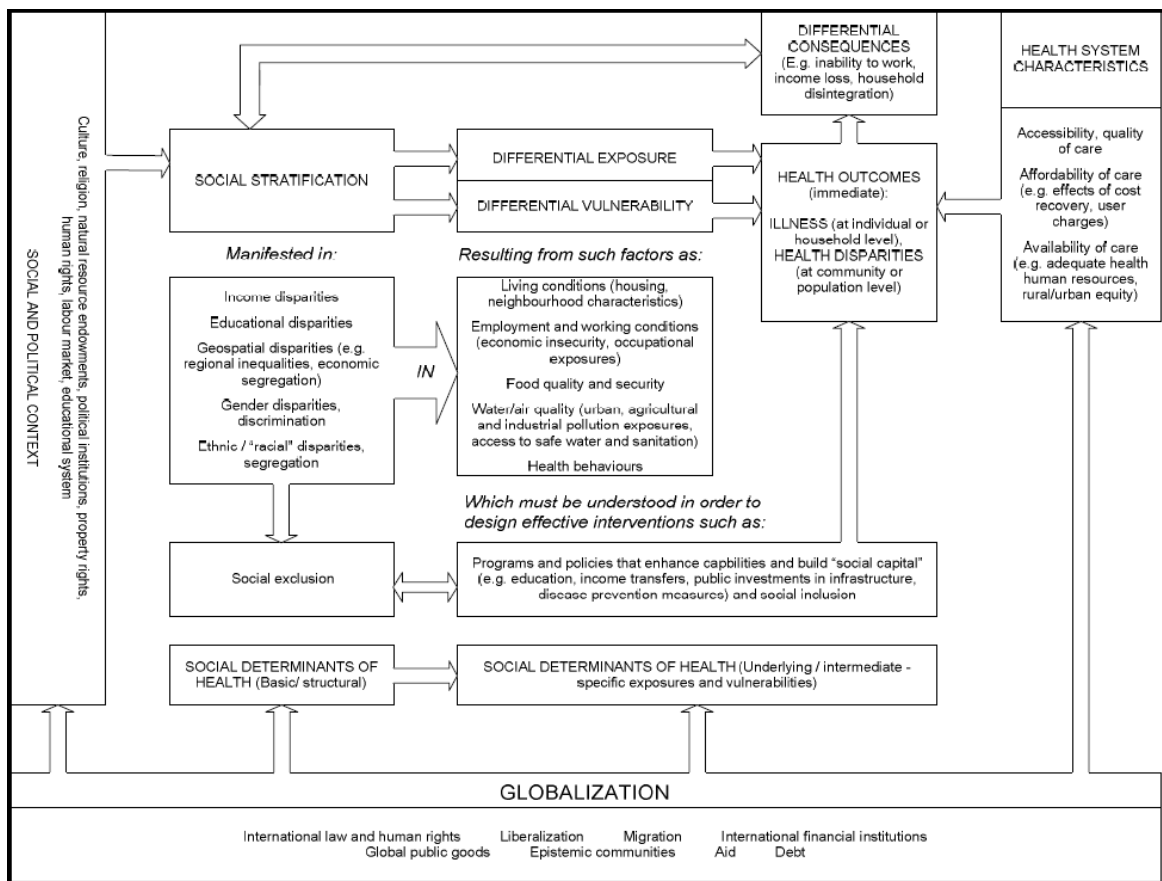 SOCIAL AND POLITICAL CONTEXT
Culture, religion, natural resource endowments, political institutions, property rights,
human rights, labour market, educational system
DIFFERENTIAL
CONSEQUENCES
(E.g. inability to work,
income loss, household
disintegration)
HEALTH SYSTEM
CHARACTERISTICS
Accessibility, quality
of care
Affordability of care
(e.g. effects of cost
recovery, user
charges)
Availability of care
(e.g. adequate health
human resources,
rural/urban equity)
SOCIAL STRATIFICATION
DIFFERENTIAL EXPOSURE
DIFFERENTIAL VULNERABILITY
HEALTH OUTCOMES
(immediate):
ILLNESS (at individual or
household level),
HEALTH DISPARITIES
(at community or
population level)
Manifested in:
Resulting from such factors as:
Income disparities
Educational disparities
Geospatial disparities (e.g.
regional inequalities, economic
segregation)
Gender disparities,
discrimination
Ethnic / “racial” disparities,
segregation
IN
Living conditions (housing,
neighbourhood characteristics)
Employment and working conditions
(economic insecurity, occupational
exposures)
Food quality and security
Water/air quality (urban, agricultural
and industrial pollution exposures,
access to safe water and sanitation)
Health behaviours
Which must be understood in order to
design effective interventions such as:
Social exclusion
Programs and policies that enhance capbilities and build “social capital”
(e.g. education, income transfers, public investments in infrastructure,
disease prevention measures) and social inclusion
SOCIAL DETERMINANTS OF
HEALTH (Basic/ structural)
SOCIAL DETERMINANTS OF HEALTH (Underlying / intermediate -
specific exposures and vulnerabilities)
GLOBALIZATION
International law and human rights Liberalization Migration International financial institutions
Global public goods Epistemic communities Aid Debt